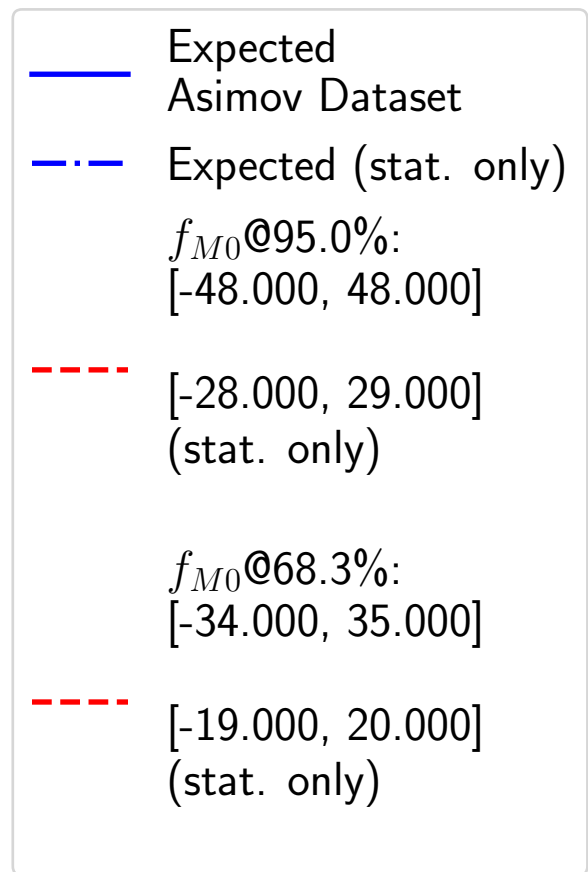 Expected
Asimov Dataset
Expected (stat. only)
f_{M0}@95.0%:
[-48.000, 48.000]
[-28.000, 29.000]
(stat. only)
f_{M0}@68.3%:
[-34.000, 35.000]
[-19.000, 20.000]
(stat. only)